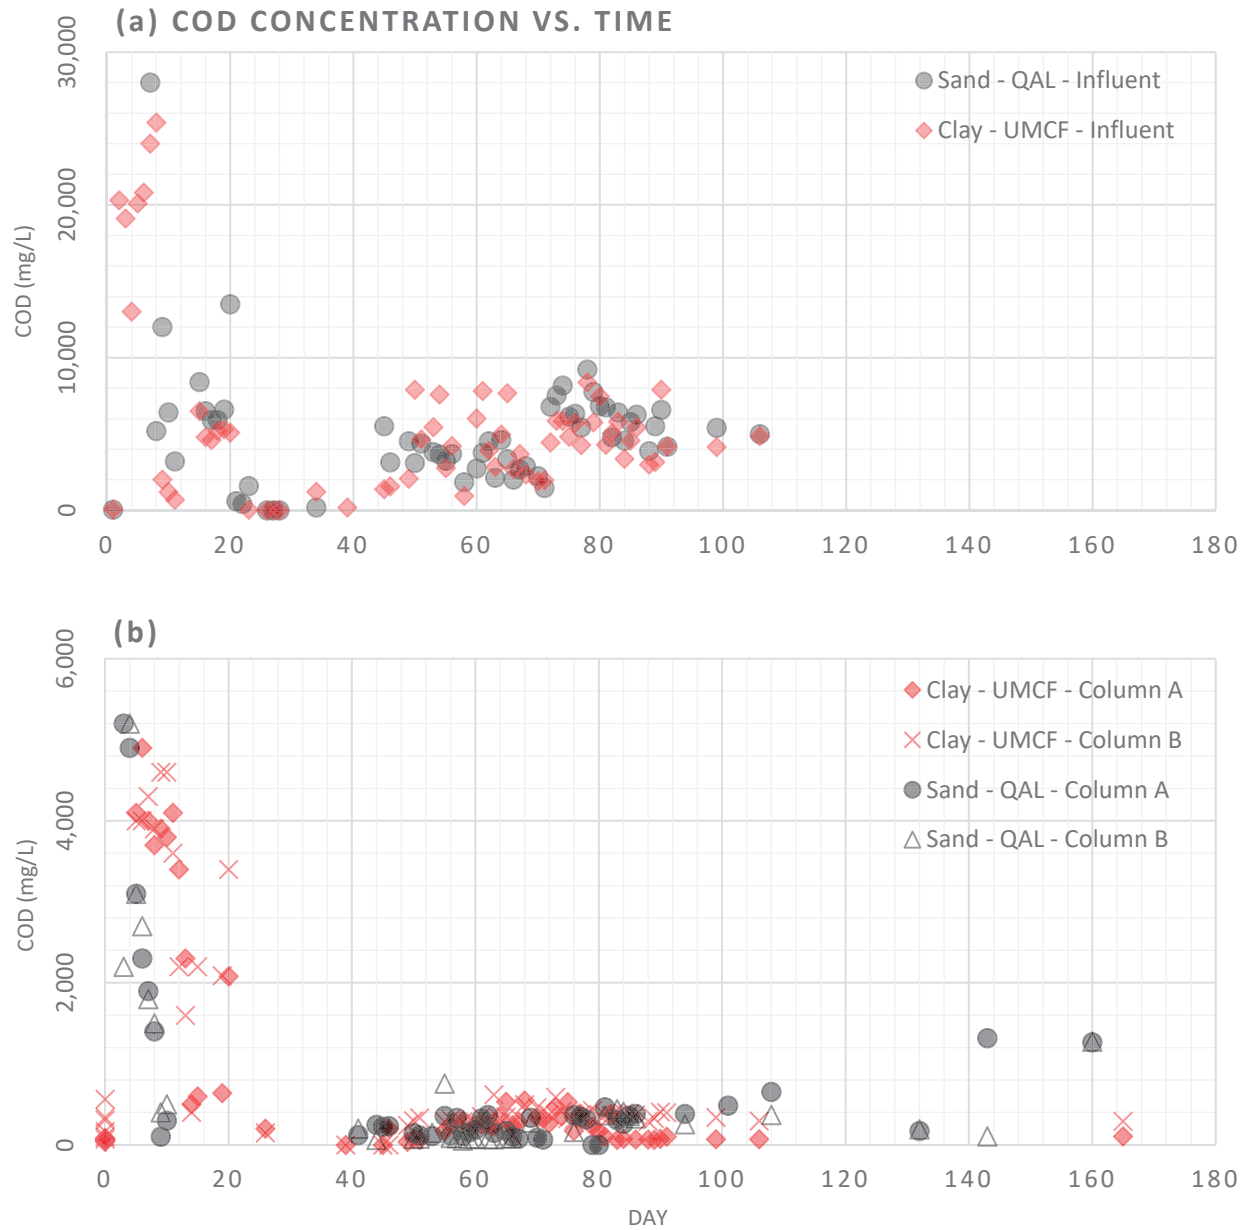 (a) COD CONCENTRATION VS. TIME
30,000
20,000
10,000
0
COD (mg/L)
Sand - QAL - Influent
Clay - UMCF - Influent
0 20 40 60 80 100 120 140 160 180
(b)
6,000
4,000
2,000
0
COD (mg/L)
Clay - UMCF - Column A
Clay - UMCF - Column B
Sand - QAL - Column A
Sand - QAL - Column B
0 20 40 60 80 100 120 140 160 180
DAY